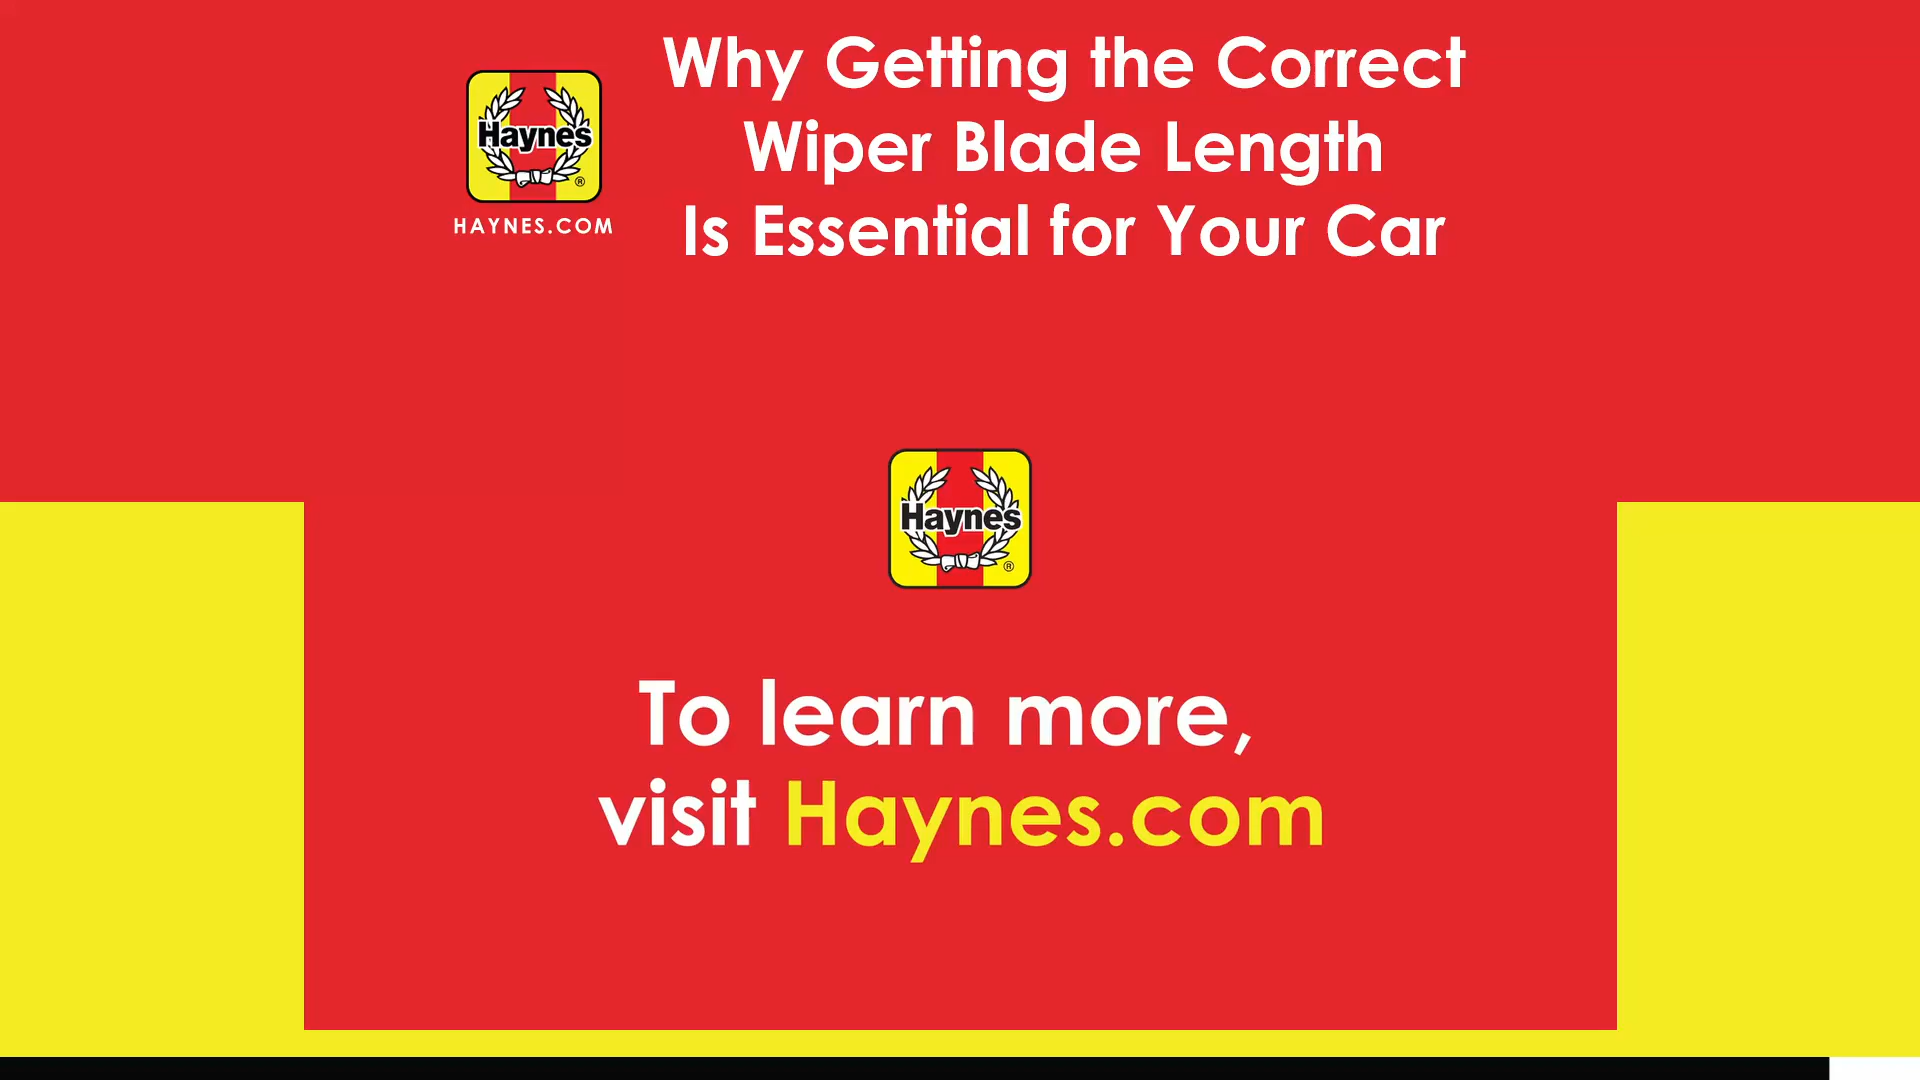 Why Getting the Correct
Wiper Blade Length
Is Essential for Your Car
Haynes
®
HAYNES.COM
Haynes
®
To learn more,
visit Haynes.com